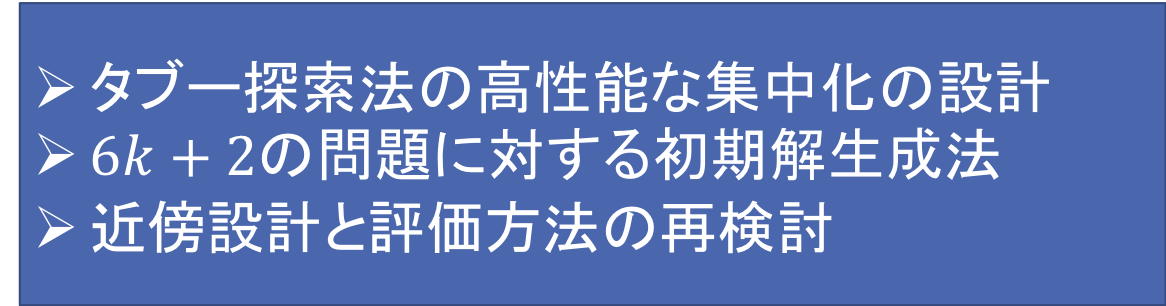 ➢ タブー探索法の高性能な集中化の設計
➢ 6k + 2の問題に対する初期解生成法
➢ 近傍設計と評価方法の再検討